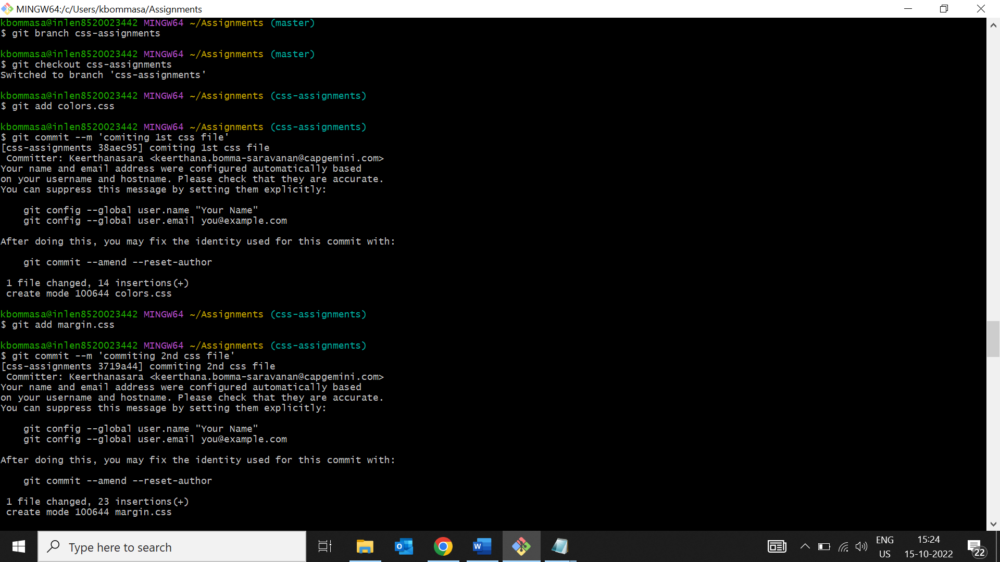 MINGW64:/c/Users/kbommasa/Assignments
kbommasa@inlen8520023442 MINGW64 ~/Assignments (master)
$ git branch css-assignments
kbommasa@inlen8520023442 MINGW64 ~/Assignments (master)
$ git checkout css-assignments
Switched to branch 'css-assignments'
kbommasa@inlen8520023442 MINGW64 ~/Assignments (css-assignments)
$ git add colors.css
kbommasa@inlen8520023442 MINGW64 ~/Assignments (css-assignments)
$ git commit --m 'comiting 1st css file'
[css-assignments 38aec95] comiting 1st css file
Committer: Keerthanasara <keerthana.bomma-saravanan@capgemini.com>
Your name and email address were configured automatically based
on your username and hostname. Please check that they are accurate.
You can suppress this message by setting them explicitly:
git config --global user.name "Your Name"
git config --global user.email you@example.com
After doing this, you may fix the identity used for this commit with:
git commit --amend --reset-author
1 file changed, 14 insertions(+)
create mode 100644 colors.css
kbommasa@inlen8520023442 MINGW64 ~/Assignments (css-assignments)
$ git add margin.css
kbommasa@inlen8520023442 MINGW64 ~/Assignments (css-assignments)
$ git commit --m 'commiting 2nd css file'
[css-assignments 3719a44] commiting 2nd css file
Committer: Keerthanasara <keerthana.bomma-saravanan@capgemini.com>
Your name and email address were configured automatically based
on your username and hostname. Please check that they are accurate.
You can suppress this message by setting them explicitly:
git config --global user.name "Your Name"
git config --global user.email you@example.com
After doing this, you may fix the identity used for this commit with:
git commit --amend --reset-author
1 file changed, 23 insertions(+)
create mode 100644 margin.css
Type here to search
ENG
US
15:24
15-10-2022
22